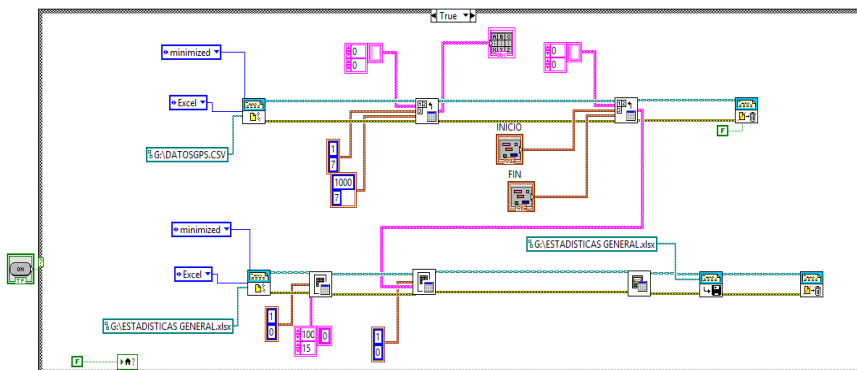 True
minimized
0
0
0
0
Excel
INICIO
F
G:\DATOSGPS.CSV
1
7
1000
7
FIN
minimized
G:\ESTADISTICAS GENERAL.xlsx
ON
TF
Excel
G:\ESTADISTICAS GENERAL.xlsx
1
0
100
15
0
1
0
F